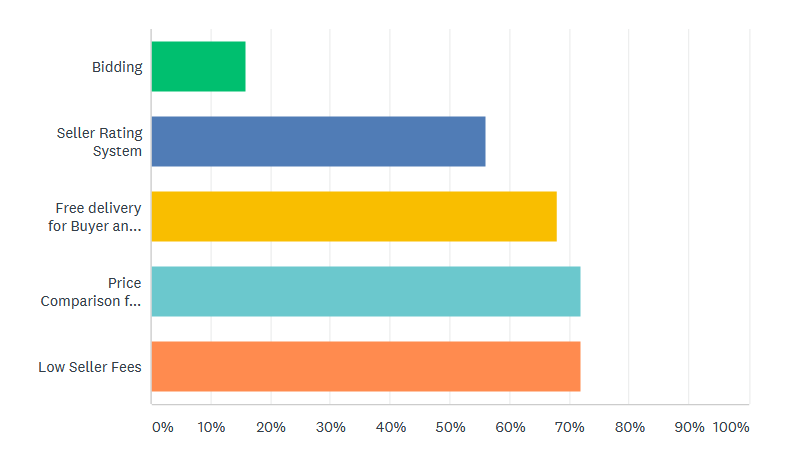 Bidding
Seller Rating
System
Free delivery
for Buyer an...
Price
Comparison f...
Low Seller Fees
0% 10% 20% 30% 40% 50% 60% 70% 80% 90% 100%